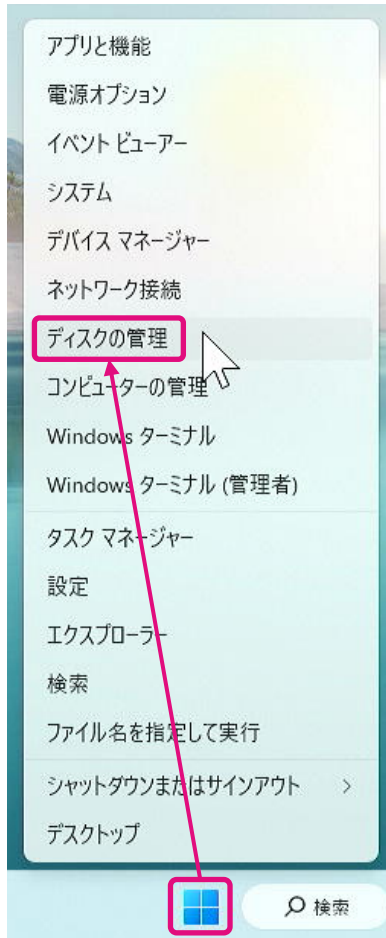 アプリと機能
電源オプション
イベント ビューアー
システム
デバイス マネージャー
ネットワーク接続
ディスクの管理
コンピューターの管理
Windows ターミナル
Windows ターミナル (管理者)
タスク マネージャー
設定
エクスプローラー
検索
ファイル名を指定して実行
シャットダウンまたはサインアウト
デスクトップ
検索